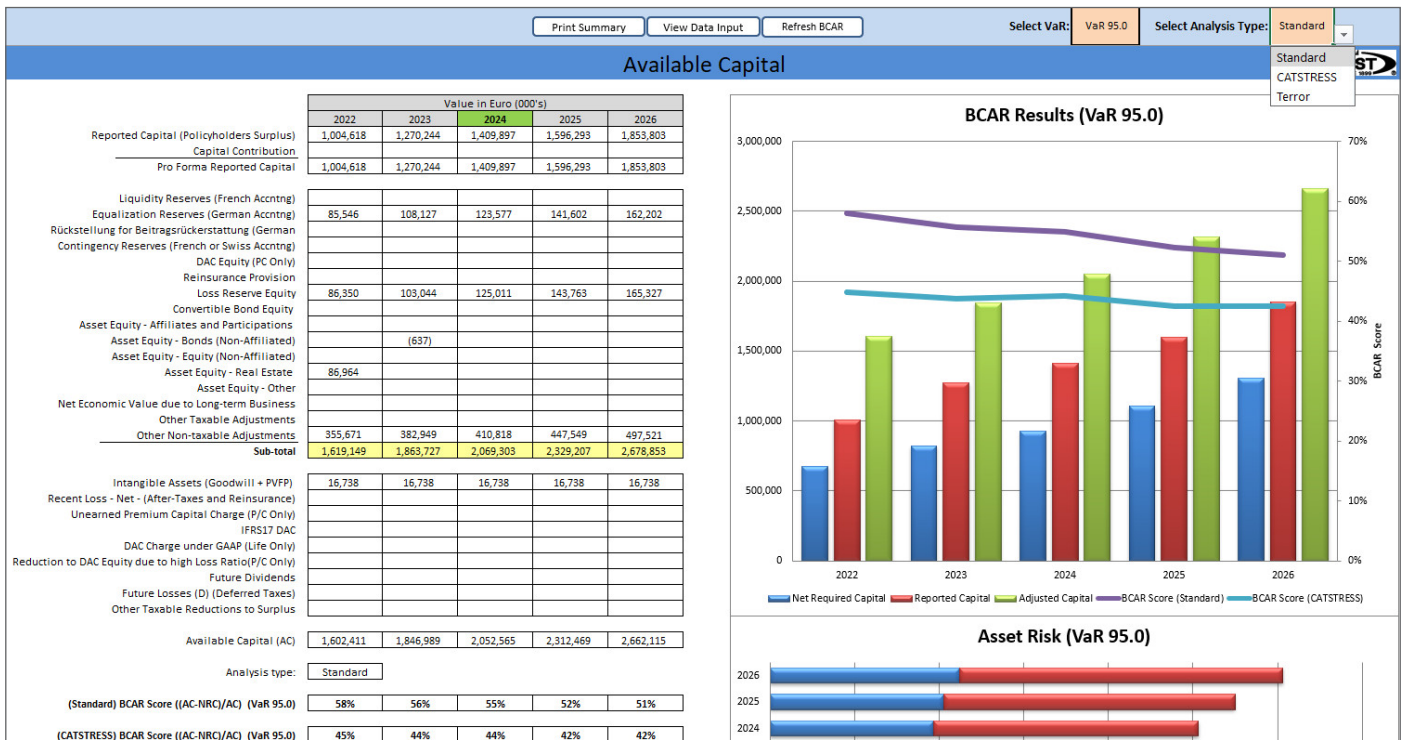 Print Summary View Data Input Refresh BCAR Select VaR: VaR 95.0 Select Analysis Type: Standard
Standard
CATSTRESS
Terror
Available Capital
ST
1899
®
Value in Euro (000's)
2022 2023 2024 2025 2026
Reported Capital (Policyholders Surplus) 1,004,618 1,270,244 1,409,897 1,596,293 1,853,803
Capital Contribution
Pro Forma Reported Capital 1,004,618 1,270,244 1,409,897 1,596,293 1,853,803
Liquidity Reserves (French Accntng)
Equalization Reserves (German Accntng) 85,546 108,127 123,577 141,602 162,202
Rückstellung for Beitragsrückerstattung (German
Contingency Reserves (French or Swiss Accntng)
DAC Equity (PC Only)
Reinsurance Provision
Loss Reserve Equity 86,350 103,044 125,011 143,763 165,327
Convertible Bond Equity
Asset Equity - Affiliates and Participations
Asset Equity - Bonds (Non-Affiliated) (637)
Asset Equity - Equity (Non-Affiliated)
Asset Equity - Real Estate 86,964
Asset Equity - Other
Net Economic Value due to Long-term Business
Other Taxable Adjustments
Other Non-taxable Adjustments 355,671 382,949 410,818 447,549 497,521
Sub-total 1,619,149 1,863,727 2,069,303 2,329,207 2,678,853
Intangible Assets (Goodwill + PVFP) 16,738 16,738 16,738 16,738 16,738
Recent Loss - Net - (After-Taxes and Reinsurance)
Unearned Premium Capital Charge (P/C Only)
IFRS17 DAC
DAC Charge under GAAP (Life Only)
Reduction to DAC Equity due to high Loss Ratio(P/C Only)
Future Dividends
Future Losses (D) (Deferred Taxes)
Other Taxable Reductions to Surplus
Available Capital (AC) 1,602,411 1,846,989 2,052,565 2,312,469 2,662,115
Analysis type: Standard
(Standard) BCAR Score ((AC-NRC)/AC) (VaR 95.0) 58% 56% 55% 52% 51%
(CATSTRESS) BCAR Score ((AC-NRC)/AC) (VaR 95.0) 45% 44% 44% 42% 42%
BCAR Results (VaR 95.0)
3,000,000 70%
60%
2,500,000
50%
2,000,000
40%
1,500,000
30%
1,000,000
20%
500,000
10%
0 0%
BCAR Score
2022 2023 2024 2025 2026
Net Required Capital Reported Capital Adjusted Capital BCAR Score (Standard) BCAR Score (CATSTRESS)
Asset Risk (VaR 95.0)
2026
2025
2024